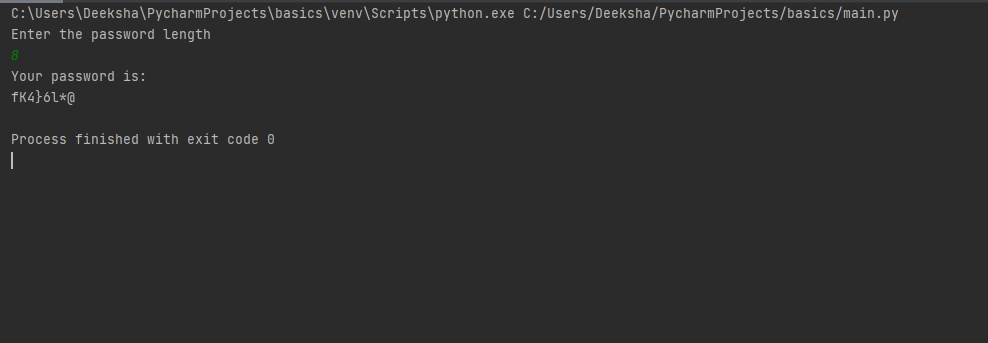 C:\Users\Deeksha\PycharmProjects\basics\venv\Scripts\python.exe C:/Users/Deeksha/PycharmProjects/basics/main.py
Enter the password length
8
Your password is:
fK4}6l*@
Process finished with exit code 0